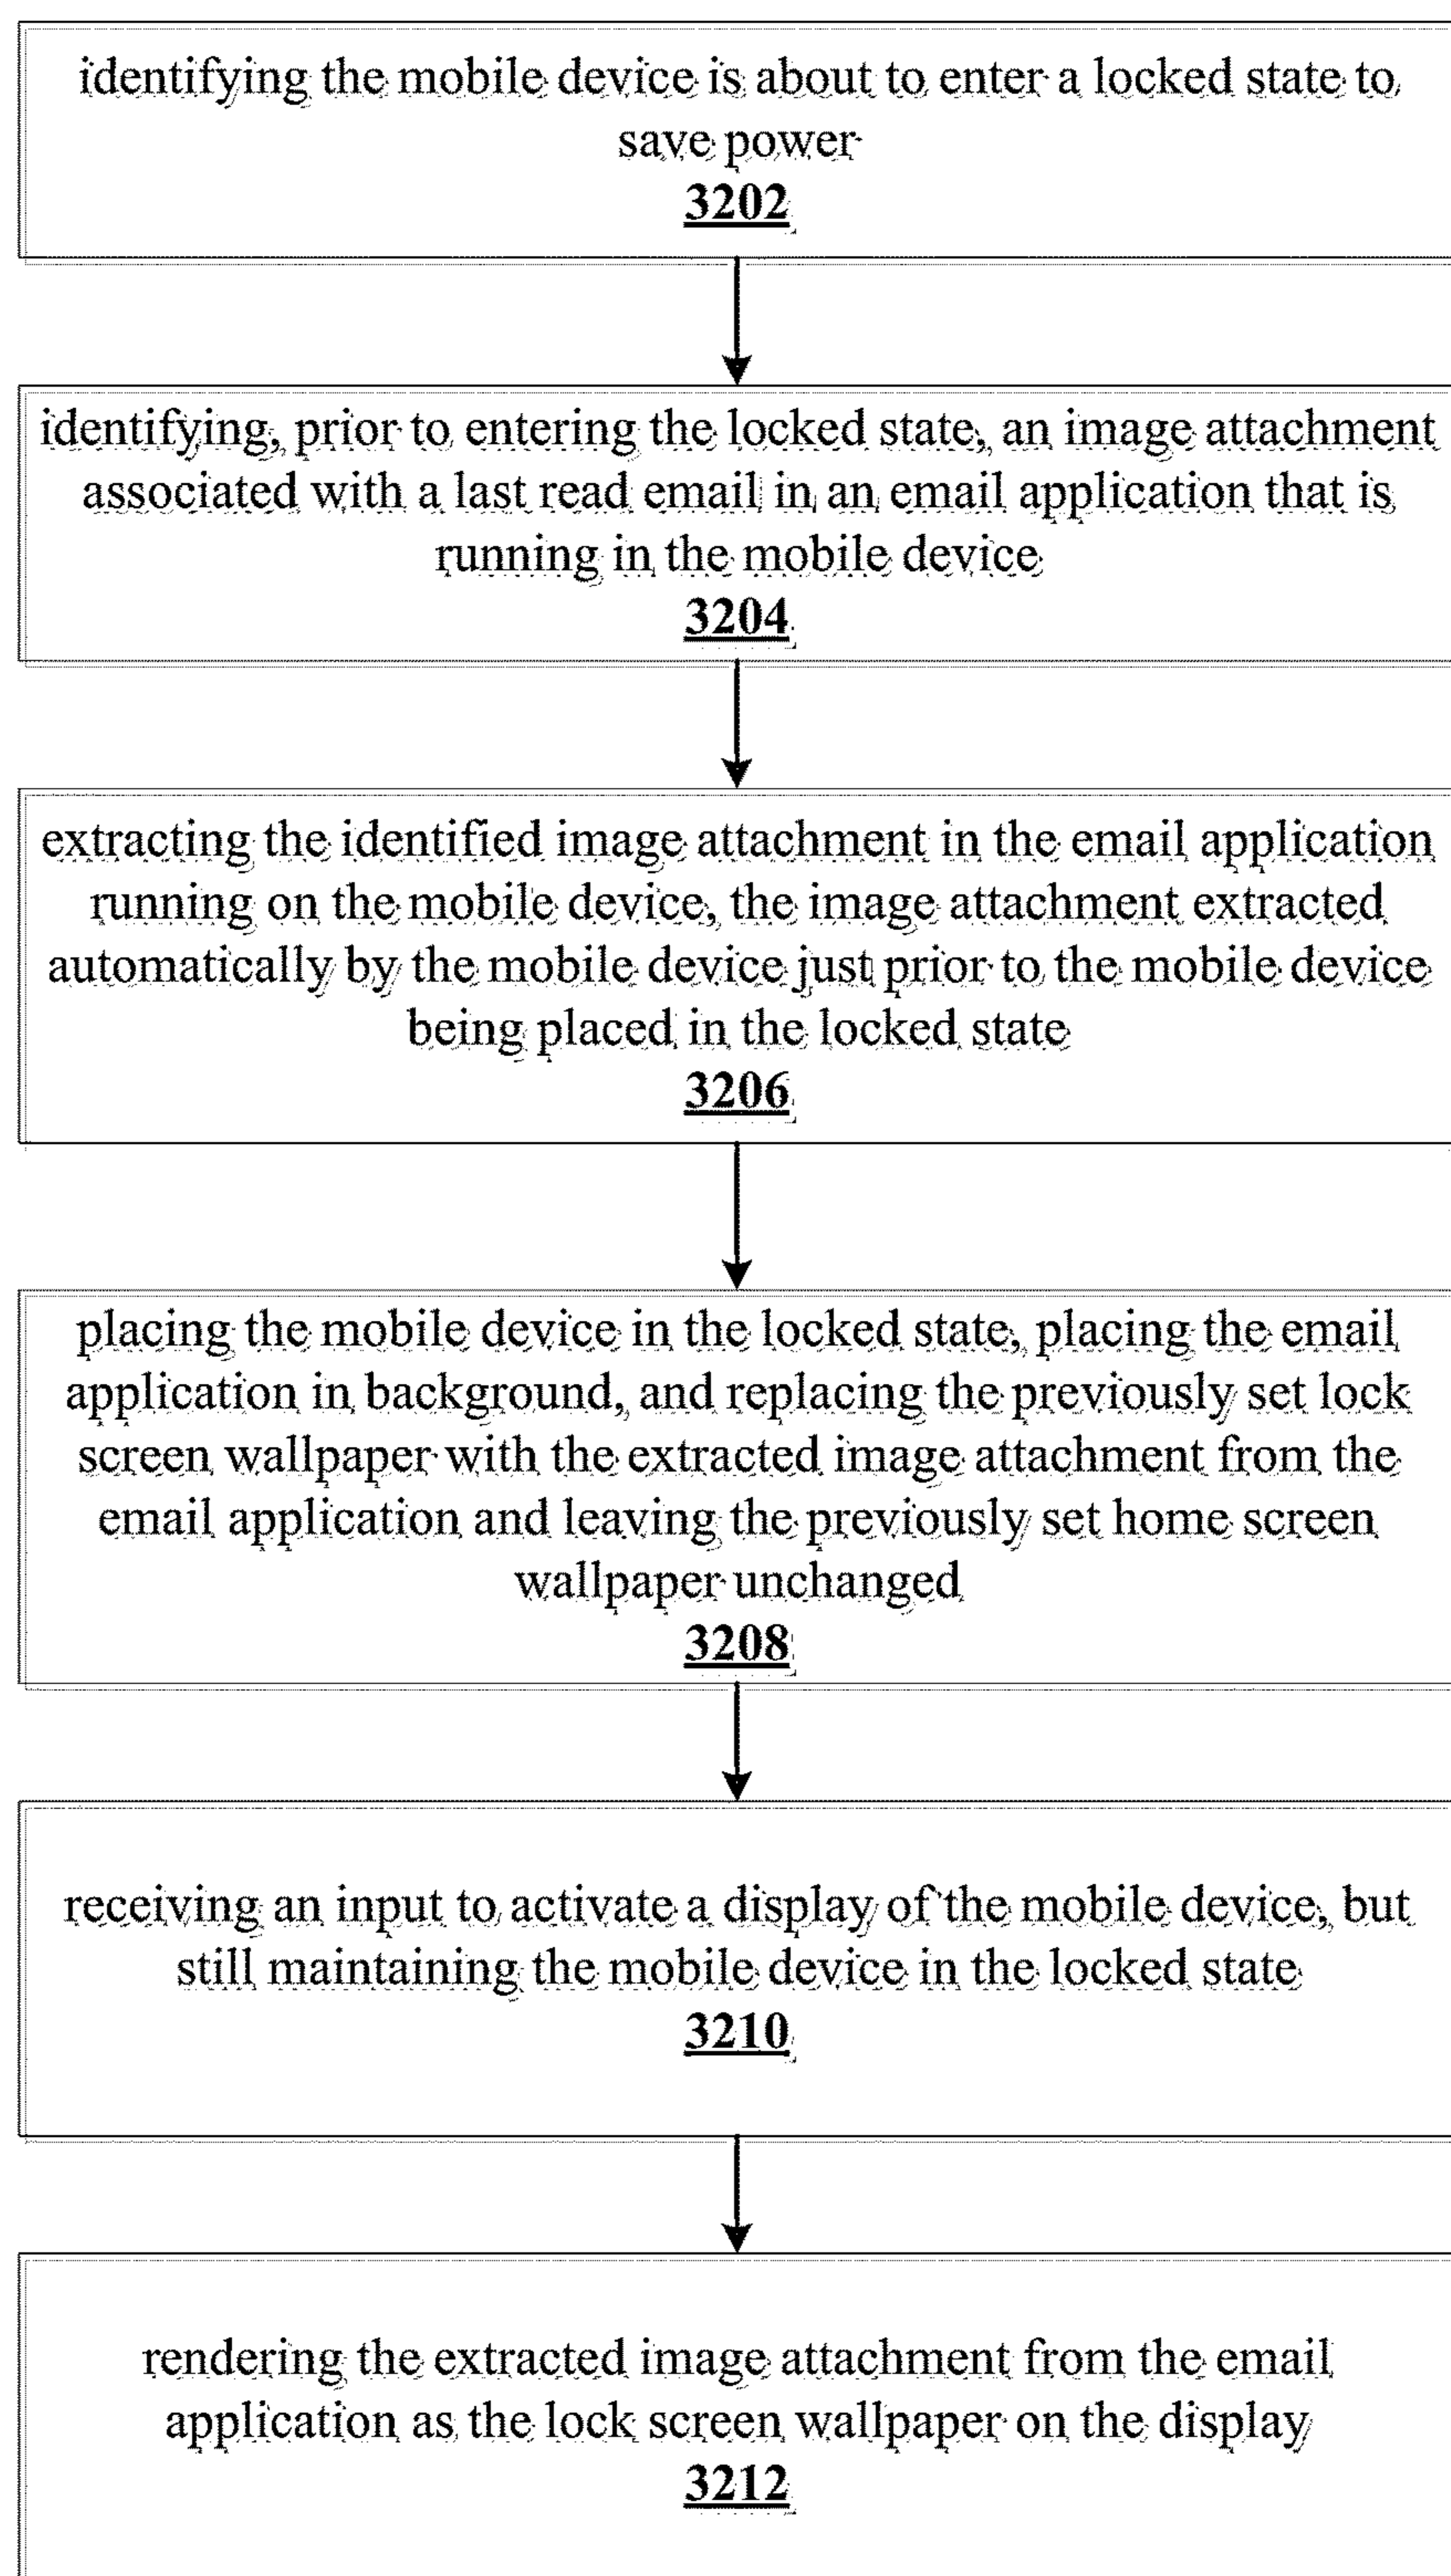 identifying the mobile device is about to enter a locked state to
save power
3202
identifying, prior to entering the locked state, an image attachment
associated with a last read email in an email application that is
running in the mobile device
3204
extracting the identified image attachment in the email application
running on the mobile device, the image attachment extracted
automatically by the mobile device just prior to the mobile device
being placed in the locked state
3206
placing the mobile device in the locked state, placing the email
application in background, and replacing the previously set lock
screen wallpaper with the extracted image attachment from the
email application and leaving the previously set home screen
wallpaper unchanged
3208
receiving an input to activate a display of the mobile device, but
still maintaining the mobile device in the locked state
3210
rendering the extracted image attachment from the email
application as the lock screen wallpaper on the display
3212